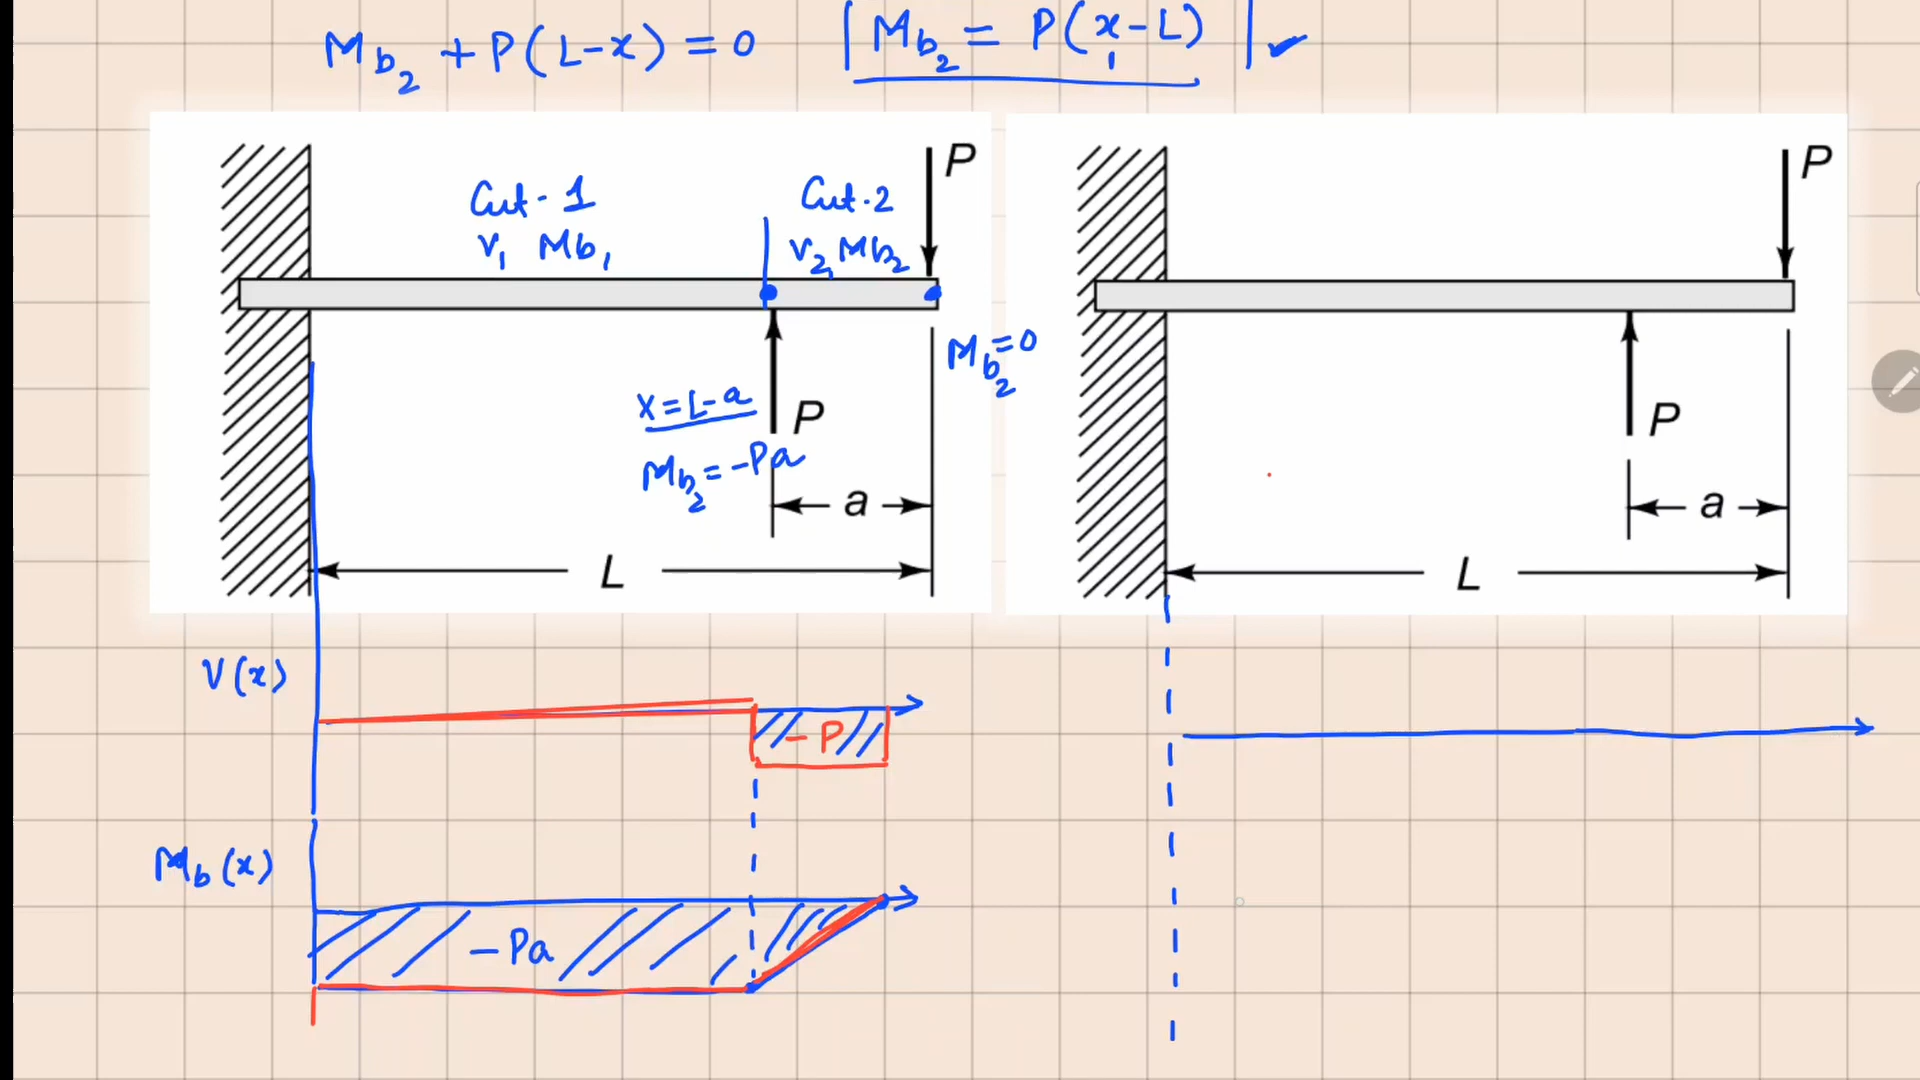 M_b₂ + P(L-x) = 0 | M_b₂ = P(x-L) | ✓
P
Cut-1
V₁ Mb₁
Cut-2
V₂, Mb₂
M_b₂=0
x=L-a
M_b₂=-Pa
P
a
L
P
P
a
L
V(x)
-P
M_b(x)
-Pa